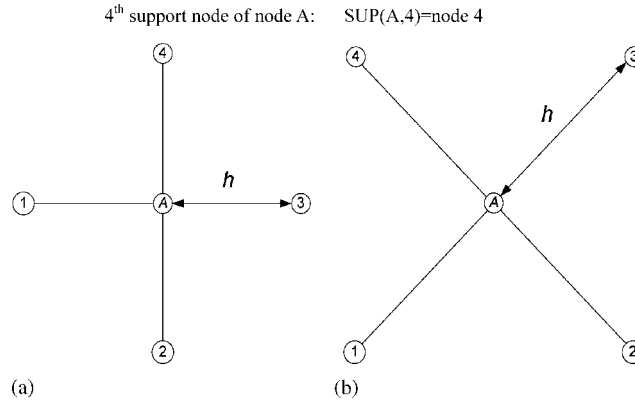 4th support node of node A: SUP(A,4)=node 4
4 4 3
h h
1 A 3 A
2 1 2
(a) (b)